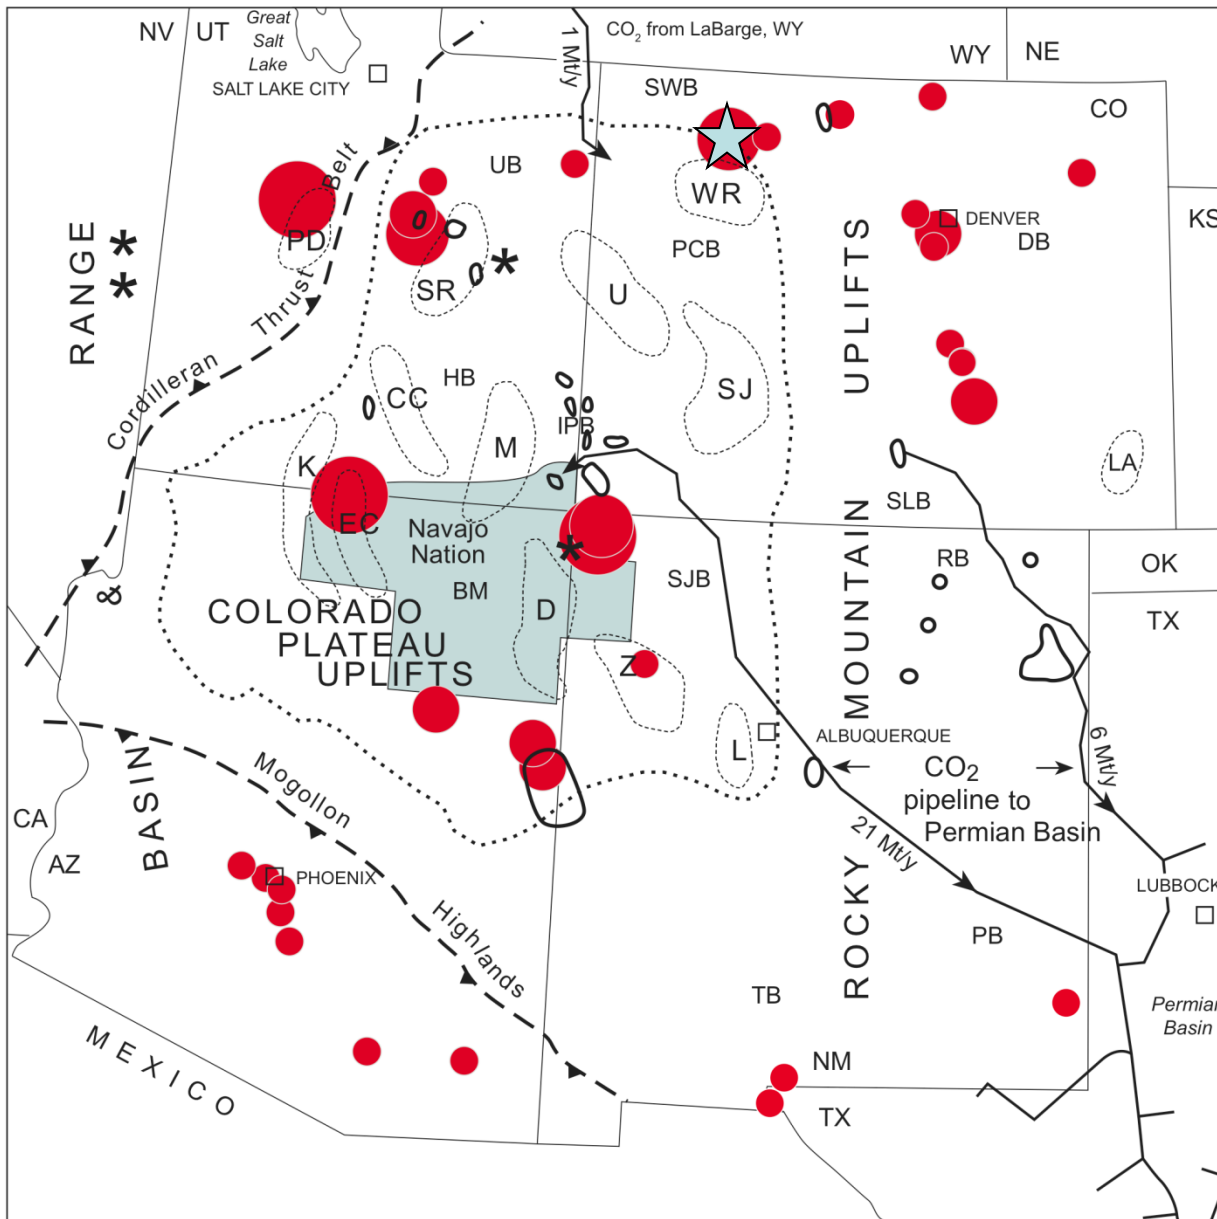 NV
UT
Great
Salt
Lake
SALT LAKE CITY
1 Mt/y
CO2 from LaBarge, WY
WY
NE
SWB
CO
UB
WR
KS
DENVER
DB
PCB
PD
SR
U
Cordilleran Thrust Belt
BASIN & RANGE
HB
CC
M
SJ
IPB
LA
K
EC
SLB
Navajo
Nation
BM
D
SJB
RB
OK
TX
COLORADO
PLATEAU
UPLIFTS
Z
L
ALBUQUERQUE
ROCKY MOUNTAIN UPLIFTS
CO2
pipeline to
Permian Basin
6 Mt/y
21 Mt/y
Mogollon Highlands
CA
AZ
PHOENIX
LUBBOCK
PB
TB
Permian
Basin
NM
TX
MEXICO
* * * *